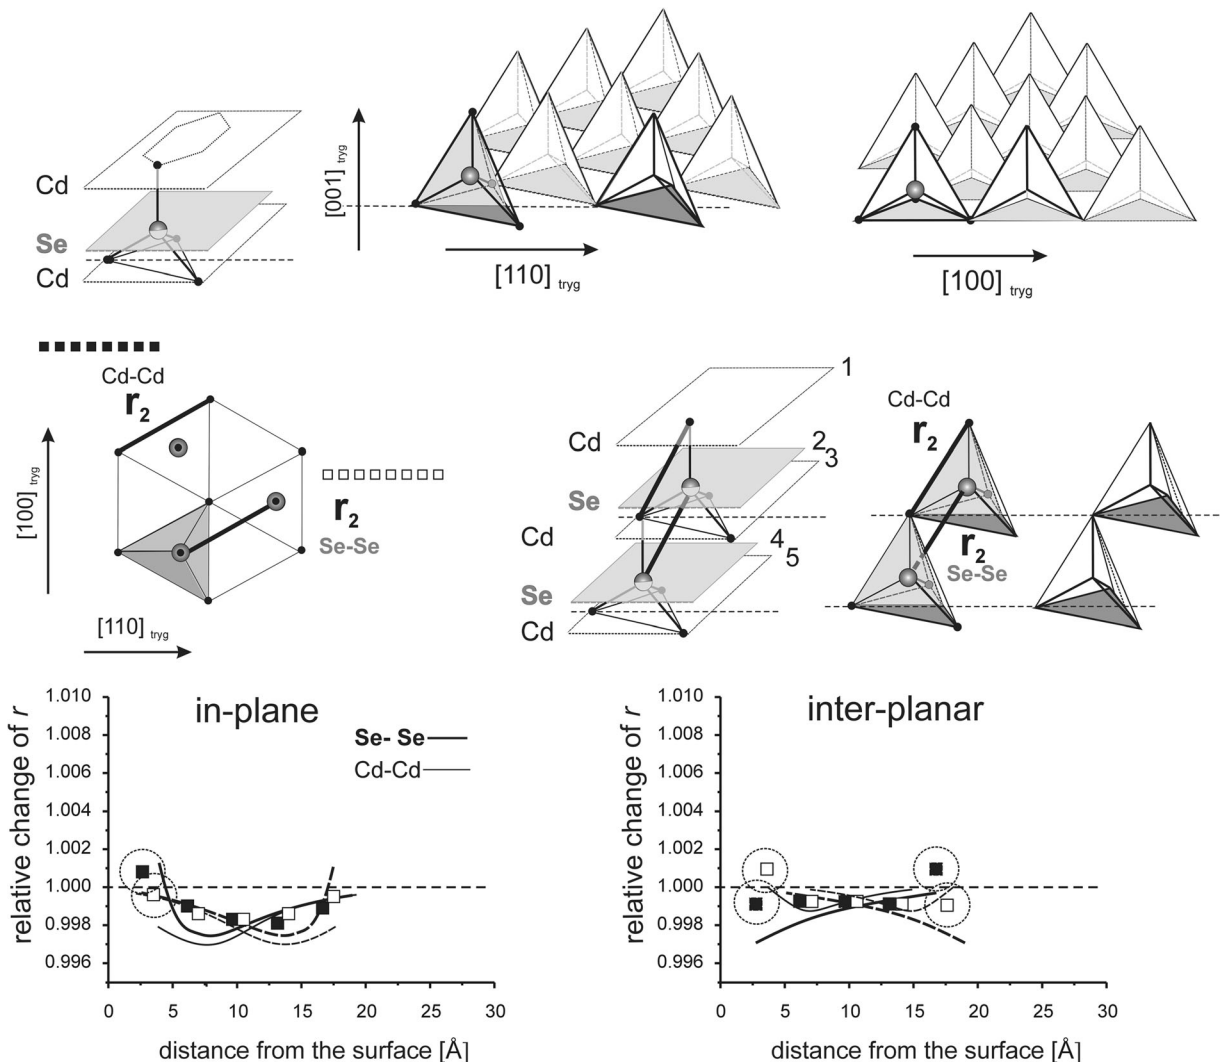 Cd
Se
Cd
[001] tryg
[110] tryg
[100] tryg
Cd-Cd
r2
[100] tryg
r2
Se-Se
[110] tryg
1
Cd
2
3
Se
Cd
4
5
Se
Cd
Cd-Cd
r2
r2
Se-Se
in-plane
Se- Se
Cd-Cd
relative change of r
1.010
1.008
1.006
1.004
1.002
1.000
0.998
0.996
0 5 10 15 20 25 30
distance from the surface [Å]
inter-planar
relative change of r
1.010
1.008
1.006
1.004
1.002
1.000
0.998
0.996
0 5 10 15 20 25 30
distance from the surface [Å]